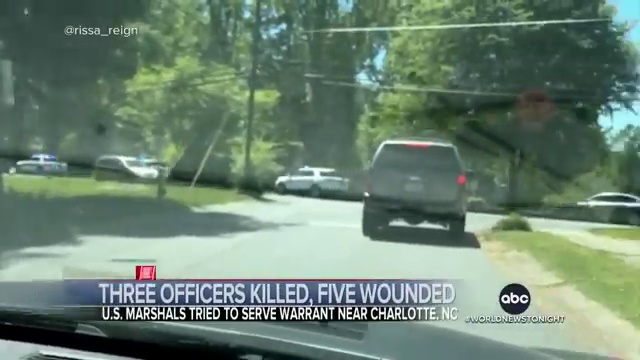 @rissa_reign
THREE OFFICERS KILLED, FIVE WOUNDED
U.S. MARSHALS TRIED TO SERVE WARRANT NEAR CHARLOTTE, NC
abc
#WORLDNEWSTONIGHT